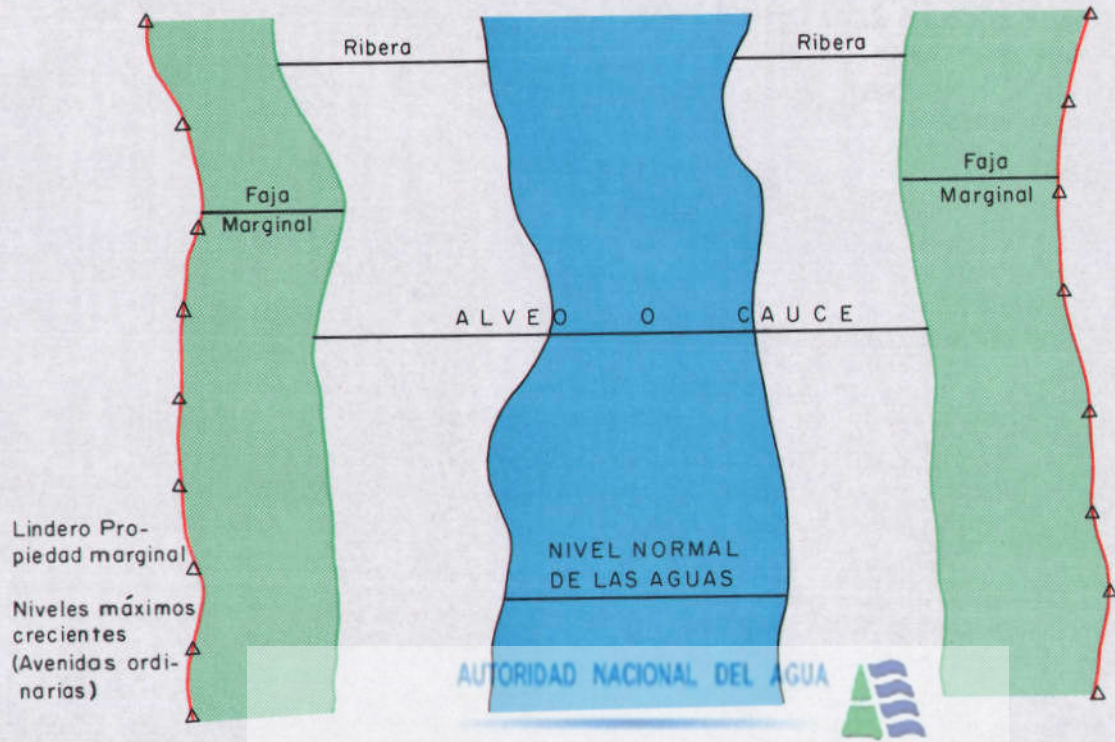 Ribera
Ribera
Faja
Marginal
Faja
Marginal
ALVEO O CAUCE
Lindero Pro-
piedad marginal
Niveles máximos
crecientes
(Avenidas ordi-
narias)
NIVEL NORMAL
DE LAS AGUAS
AUTORIDAD NACIONAL DEL AGUA